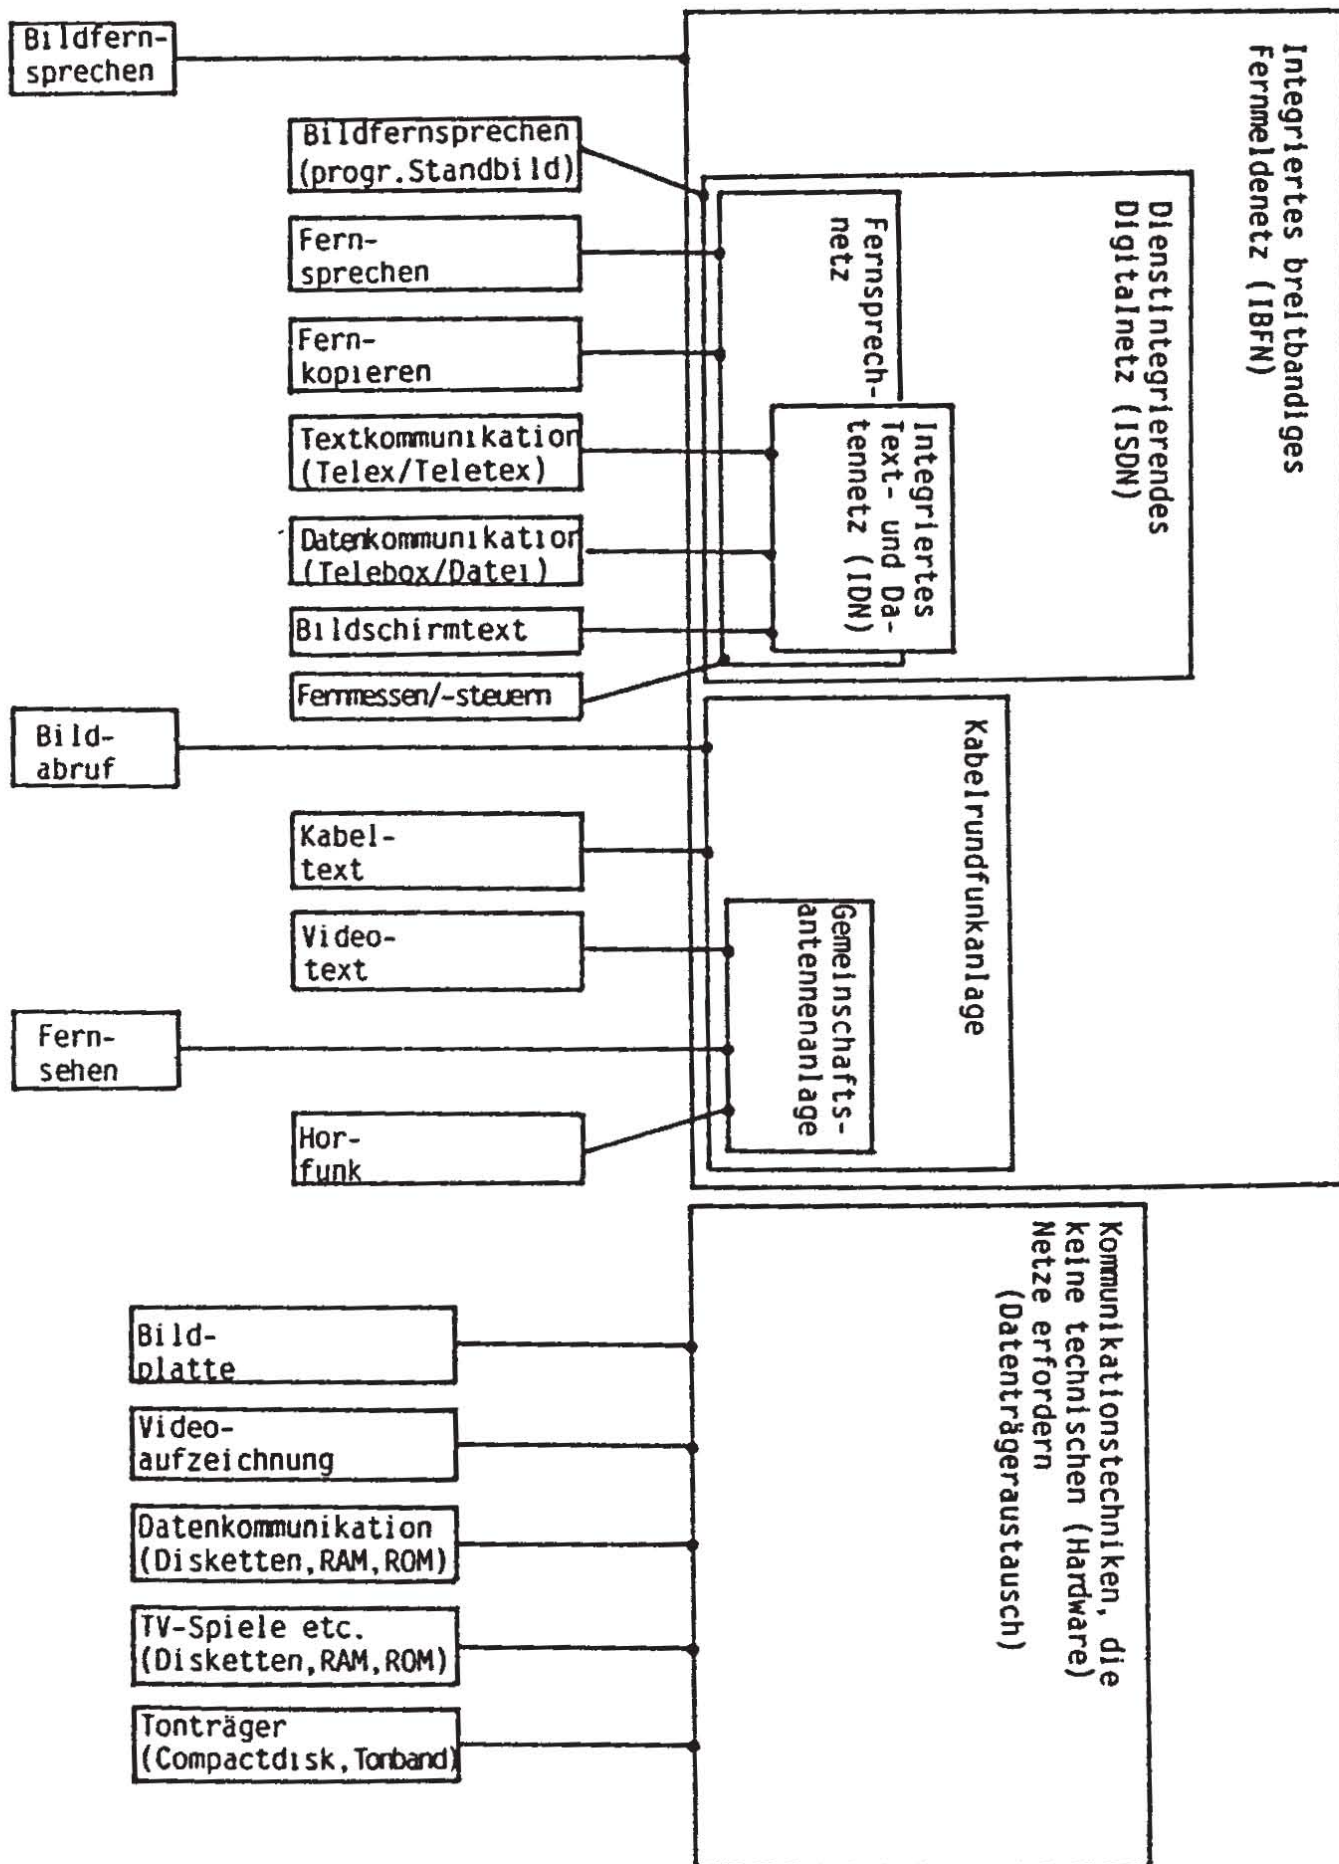 Bildfern-
sprechen
Bildfernsprechen
(progr.Standbild)
Fern-
sprechen
Fern-
kopieren
Textkommunikation
(Telex/Teletex)
Datenkommunikation
(Telebox/Datei)
Bildschirmtext
Fernmessen/-steuern
Bild-
abruf
Kabel-
text
Video-
text
Fern-
sehen
Hor-
funk
Bild-
platte
Video-
aufzeichnung
Datenkommunikation
(Disketten,RAM,ROM)
TV-Spiele etc.
(Disketten,RAM,ROM)
Tonträger
(Compactdisk,Tonband)
Integriertes breitbandiges
Fernmeldenetz (IBFN)
Dienstintegrierendes
Digitalnetz (ISDN)
Fernsprech-
netz
Integriertes
Text- und Da-
tennetz (IDN)
Kabelrundfunkanlage
Gemeinschafts-
antennenanlage
Kommunikationstechniken, die
keine technischen (Hardware)
Netze erfordern
(Datenträgeraustausch)